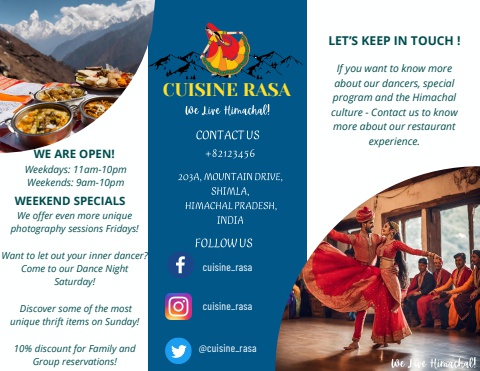 WE ARE OPEN!
Weekdays: 11am-10pm
Weekends: 9am-10pm
WEEKEND SPECIALS
We offer even more unique
photography sessions Fridays!
Want to let out your inner dancer?
Come to our Dance Night
Saturday!
Discover some of the most
unique thrift items on Sunday!
10% discount for Family and
Group reservations!
CUISINE RASA
We Live Himachal!
CONTACT US
+82123456
203A, MOUNTAIN DRIVE,
SHIMLA,
HIMACHAL PRADESH,
INDIA
FOLLOW US
cuisine_rasa
cuisine_rasa
@cuisine_rasa
LET'S KEEP IN TOUCH !
If you want to know more
about our dancers, special
program and the Himachal
culture - Contact us to know
more about our restaurant
experience.
We Live Himachal!